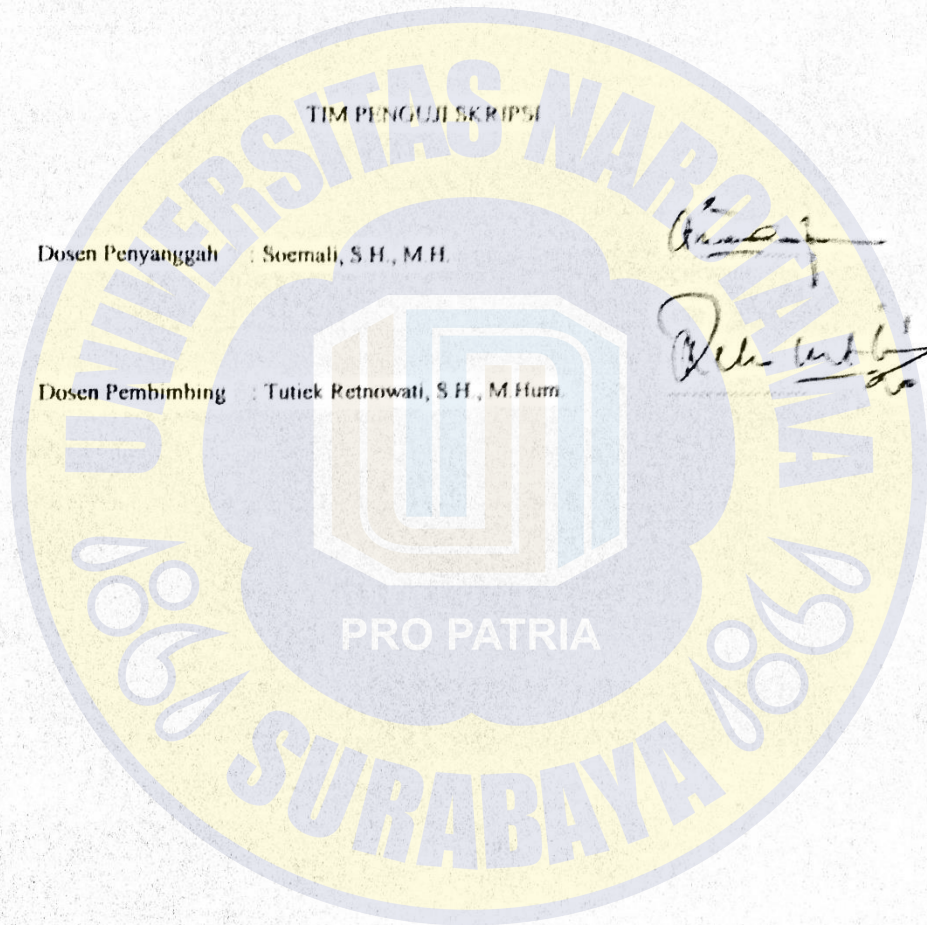 TIM PENGUJI SKRIPSI
Dosen Penyanggah : Soemali, S.H., M.H.
Dosen Pembimbing : Tutiek Retnowati, S.H., M.Hum.
UNIVERSITAS NAROTAMA
PRO PATRIA
SURABAYA